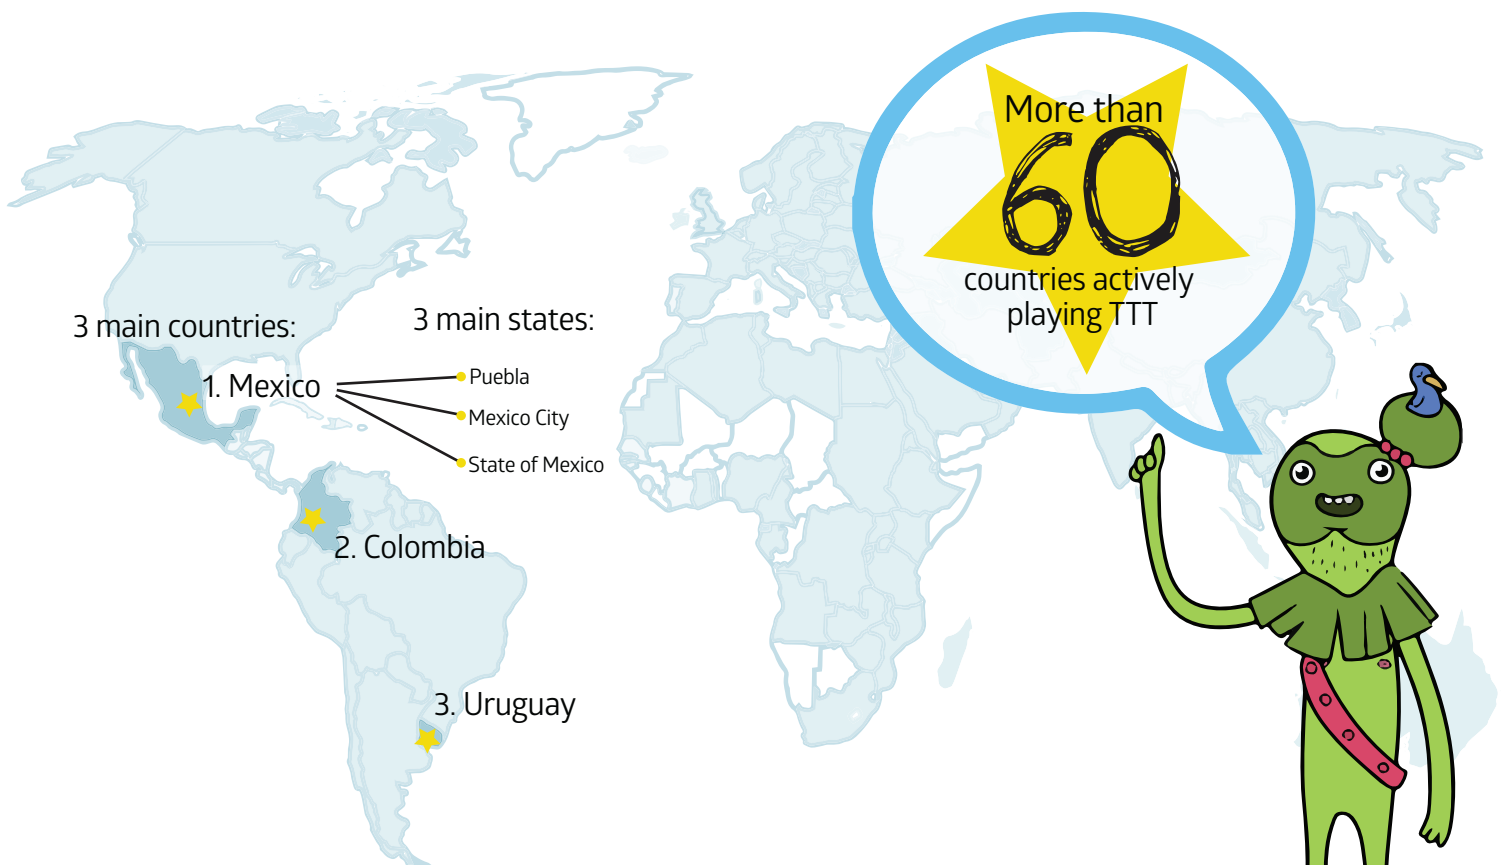 More than
60
countries actively
playing TTT
3 main countries:
3 main states:
1. Mexico
Puebla
Mexico City
State of Mexico
2. Colombia
3. Uruguay